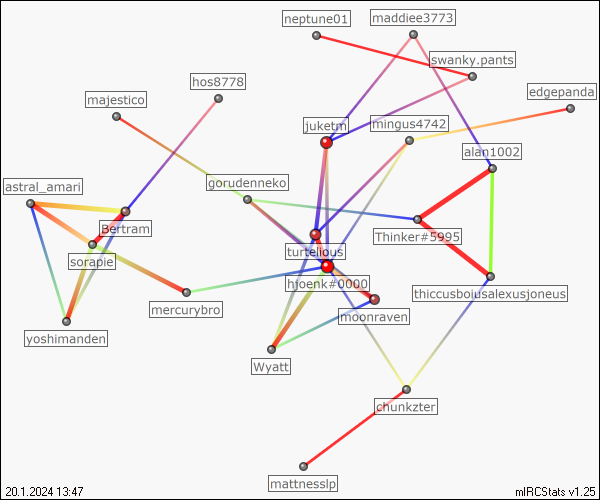 neptune01
maddiee3773
swanky.pants
hos8778
edgepanda
majestico
juketm
mingus4742
alan1002
astral_amari
gorudenneko
Bertram
Thinker#5995
turtelious
sorapie
hjoenk#0000
thiccusboiusalexusjoneus
mercurybro
moonraven
yoshimanden
Wyatt
chunkzter
mattnesslp
20.1.2024 13:47
mIRCStats v1.25